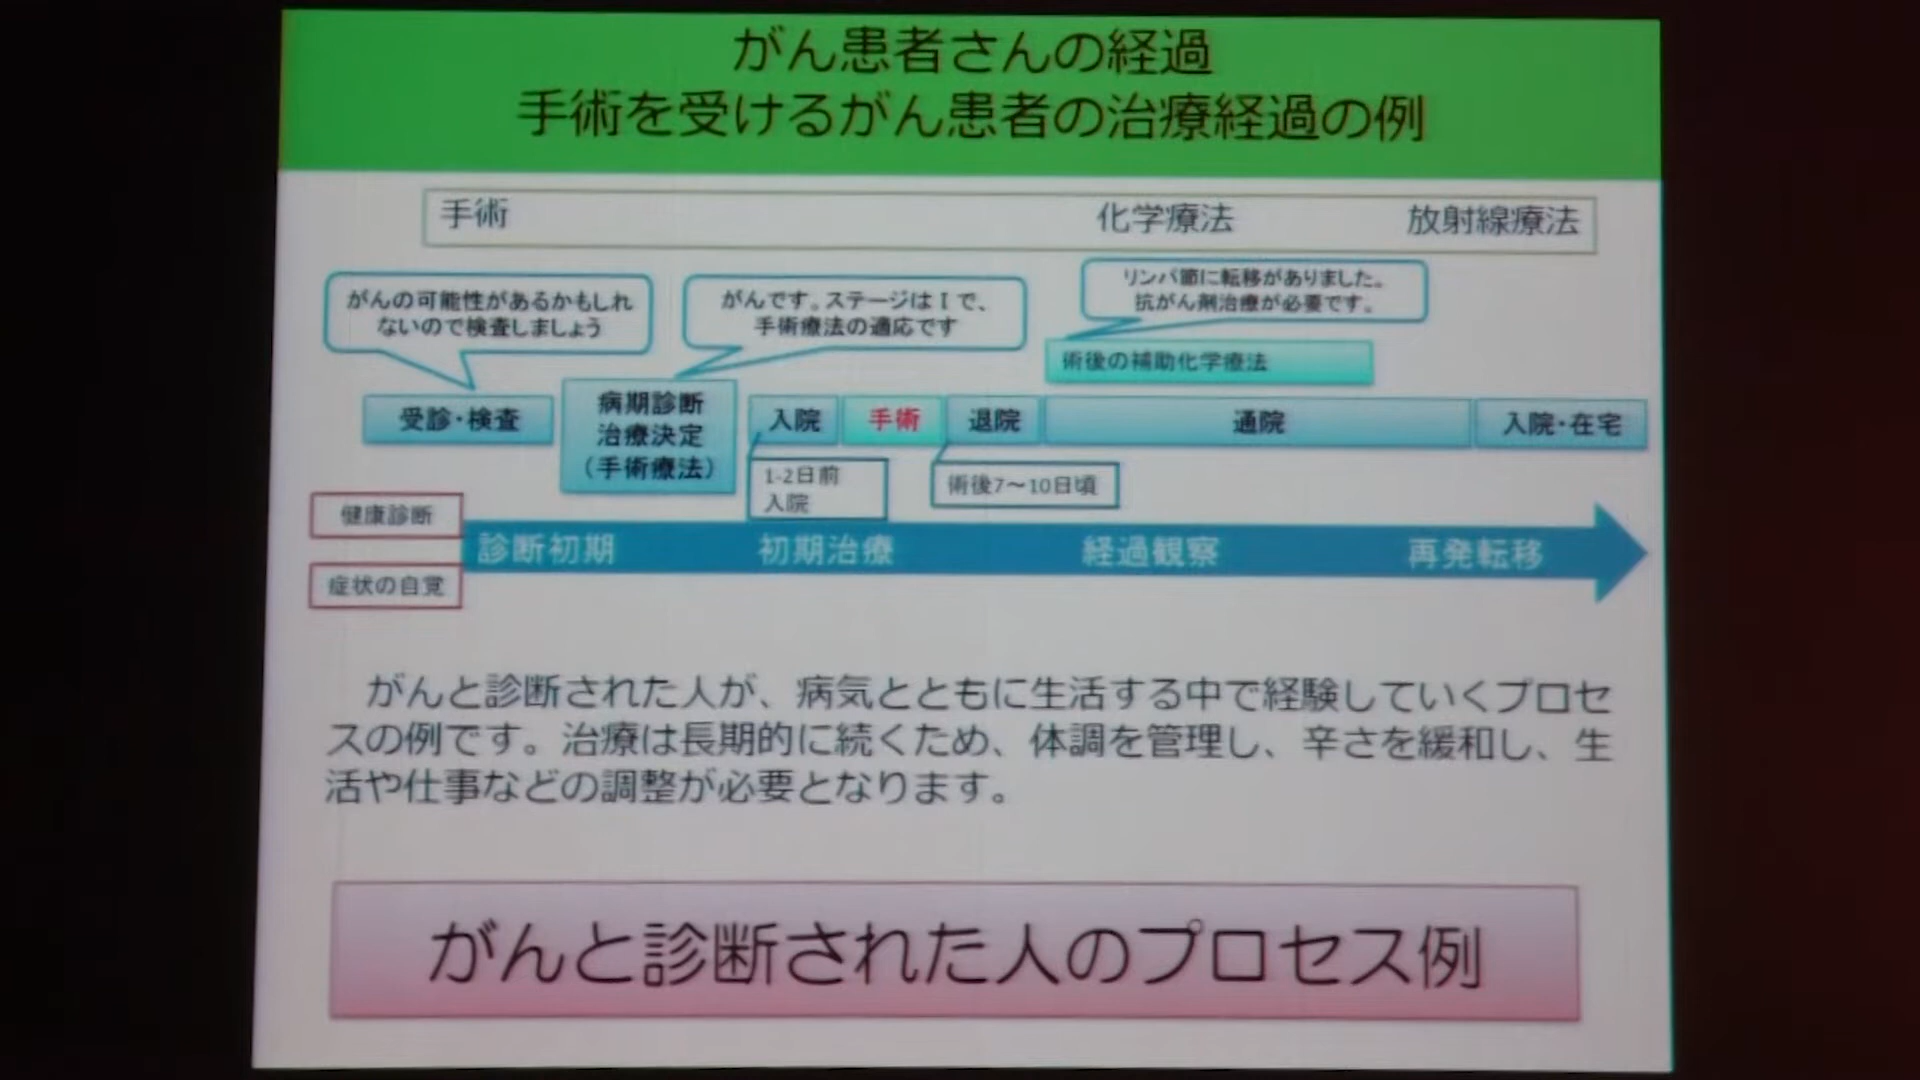 がん患者さんの経過
手術を受けるがん患者の治療経過の例
手術 化学療法 放射線療法
がんの可能性があるかもしれ
ないので検査しましょう
がんです。ステージはⅠで、
手術療法の適応です
リンパ節に転移がありました。
抗がん剤治療が必要です。
術後の補助化学療法
受診・検査
病期診断
治療決定
（手術療法）
入院
手術
退院
通院
入院・在宅
1-2日前
入院
術後7～10日頃
健康診断
症状の自覚
診断初期 初期治療 経過観察 再発転移
がんと診断された人が、病気とともに生活する中で経験していくプロセ
スの例です。治療は長期的に続くため、体調を管理し、辛さを緩和し、生
活や仕事などの調整が必要となります。
がんと診断された人のプロセス例